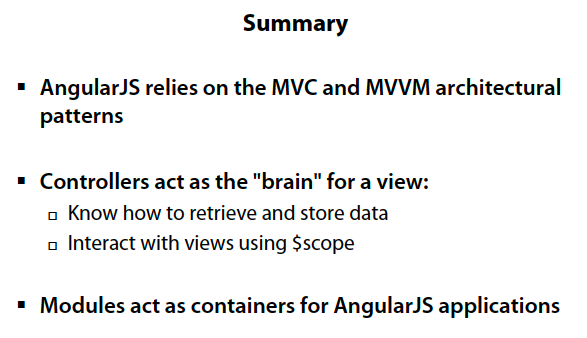 Summary
▪ AngularJS relies on the MVC and MVVM architectural
patterns
▪ Controllers act as the "brain" for a view:
▫ Know how to retrieve and store data
▫ Interact with views using $scope
▪ Modules act as containers for AngularJS applications